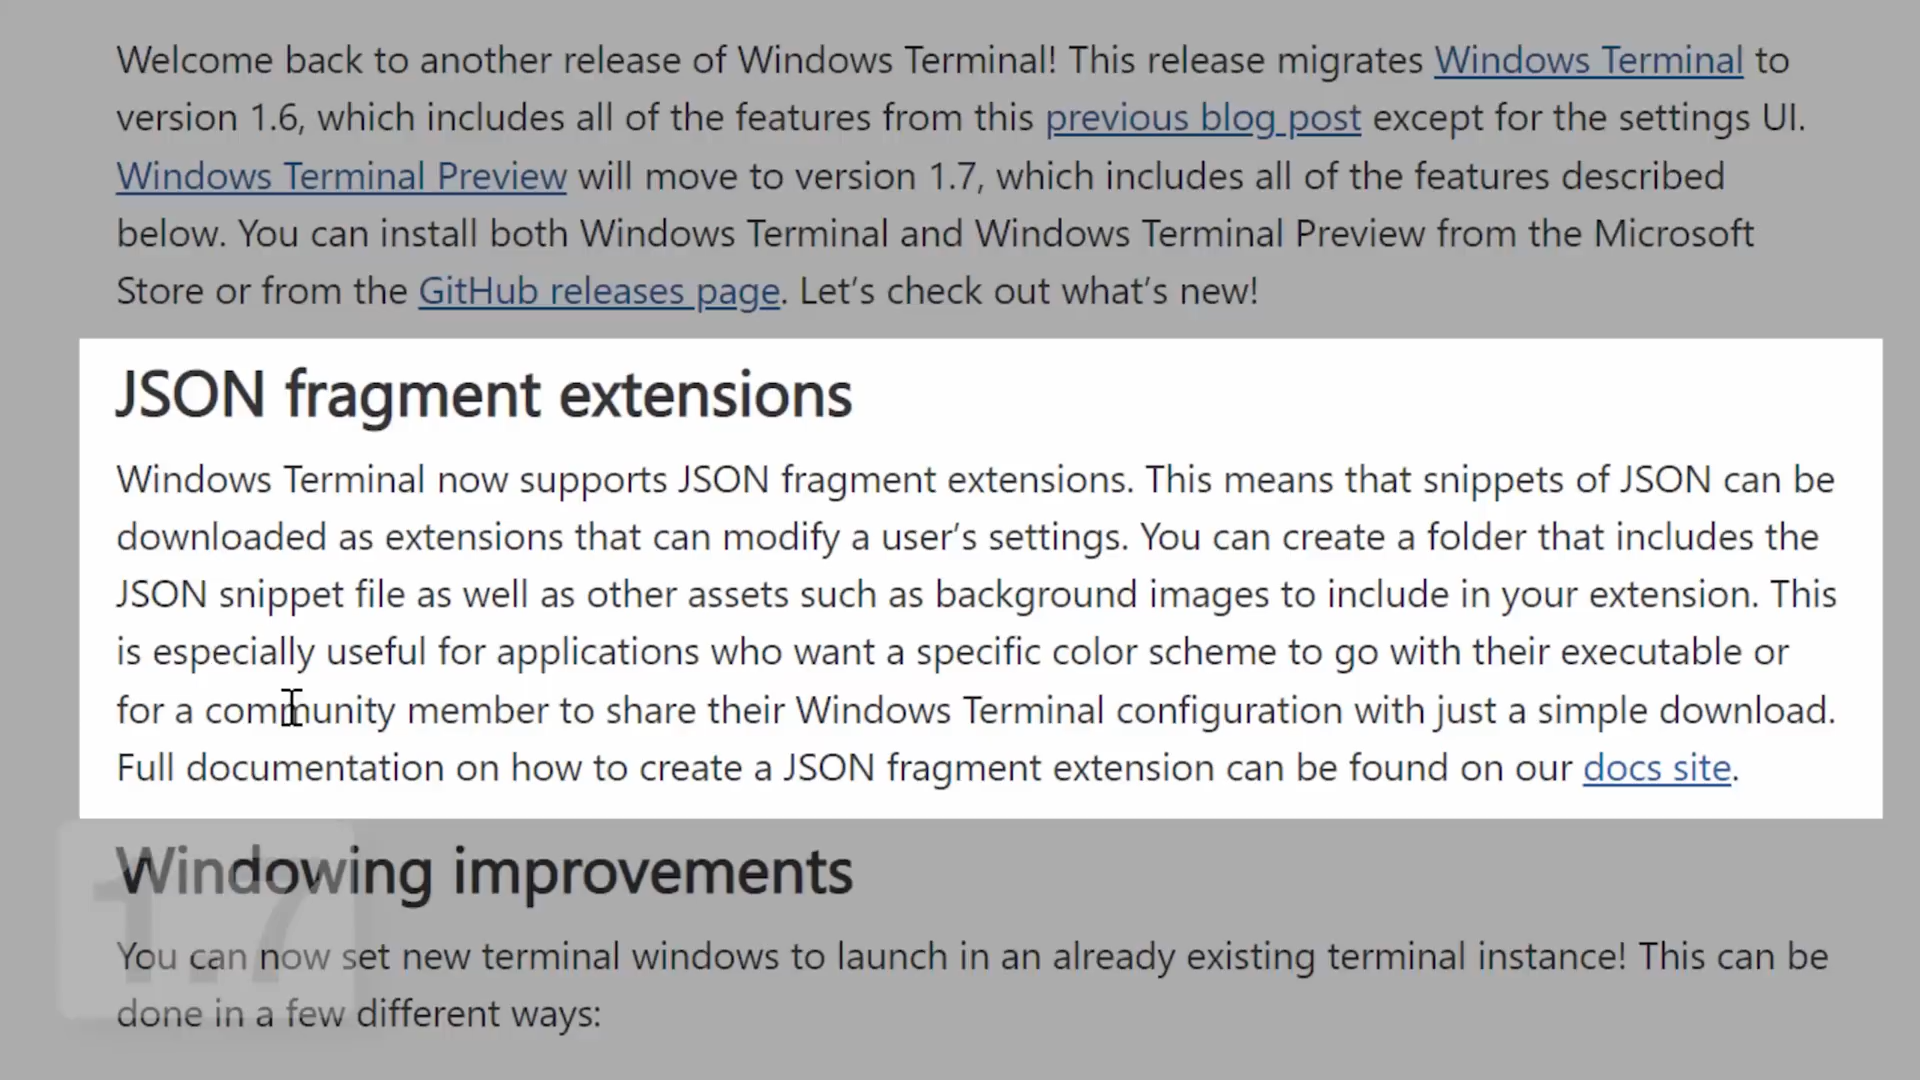 Welcome back to another release of Windows Terminal! This release migrates Windows Terminal to
version 1.6, which includes all of the features from this previous blog post except for the settings UI.
Windows Terminal Preview will move to version 1.7, which includes all of the features described
below. You can install both Windows Terminal and Windows Terminal Preview from the Microsoft
Store or from the GitHub releases page. Let’s check out what’s new!
JSON fragment extensions
Windows Terminal now supports JSON fragment extensions. This means that snippets of JSON can be
downloaded as extensions that can modify a user’s settings. You can create a folder that includes the
JSON snippet file as well as other assets such as background images to include in your extension. This
is especially useful for applications who want a specific color scheme to go with their executable or
for a community member to share their Windows Terminal configuration with just a simple download.
Full documentation on how to create a JSON fragment extension can be found on our docs site.
Windowing improvements
1.7
You can now set new terminal windows to launch in an already existing terminal instance! This can be
done in a few different ways: